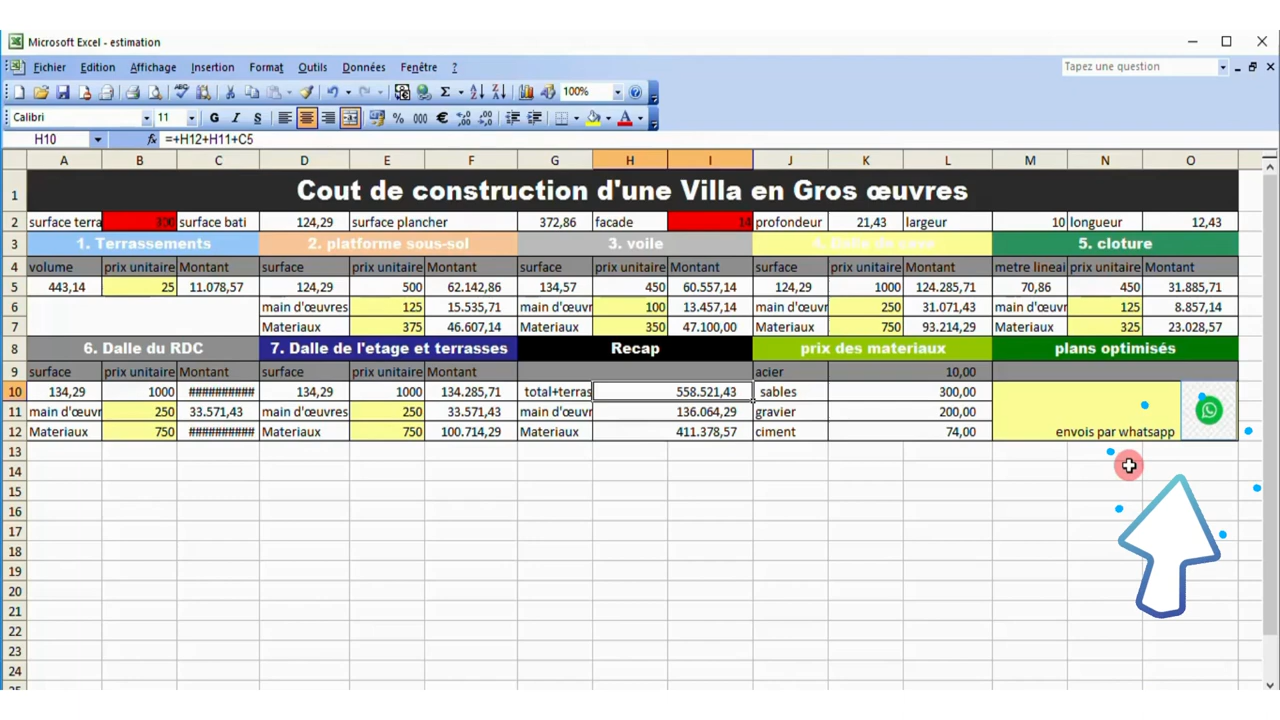 Microsoft Excel - estimation
Fichier Edition Affichage Insertion Format Outils Données Fenêtre ? Tapez une question
100%
Calibri 11 G I S % 000 €
H10 fx =+H12+H11+C5
A B C D E F G H I J K L M N O
1 Cout de construction d'une Villa en Gros œuvres
2 surface terra 300 surface bati 124,29 surface plancher 372,86 facade 14 profondeur 21,43 largeur 10 longueur 12,43
3 1. Terrassements 2. platforme sous-sol 3. voile 4. Dalle de cave 5. cloture
4 volume prix unitaire Montant surface prix unitaire Montant surface prix unitaire Montant surface prix unitaire Montant metre lineai prix unitaire Montant
5 443,14 25 11.078,57 124,29 500 62.142,86 134,57 450 60.557,14 124,29 1000 124.285,71 70,86 450 31.885,71
6 main d'œuvres 125 15.535,71 main d'œuvr 100 13.457,14 main d'œuvr 250 31.071,43 main d'œuvr 125 8.857,14
7 Materiaux 375 46.607,14 Materiaux 350 47.100,00 Materiaux 750 93.214,29 Materiaux 325 23.028,57
8 6. Dalle du RDC 7. Dalle de l'etage et terrasses Recap prix des materiaux plans optimisés
9 surface prix unitaire Montant surface prix unitaire Montant acier 10,00
10 134,29 1000 ########## 134,29 1000 134.285,71 total+terras 558.521,43 sables 300,00
11 main d'œuvr 250 33.571,43 main d'œuvres 250 33.571,43 main d'œuvr 136.064,29 gravier 200,00
12 Materiaux 750 ########## Materiaux 750 100.714,29 Materiaux 411.378,57 ciment 74,00 envois par whatsapp
13
14
15
16
17
18
19
20
21
22
23
24